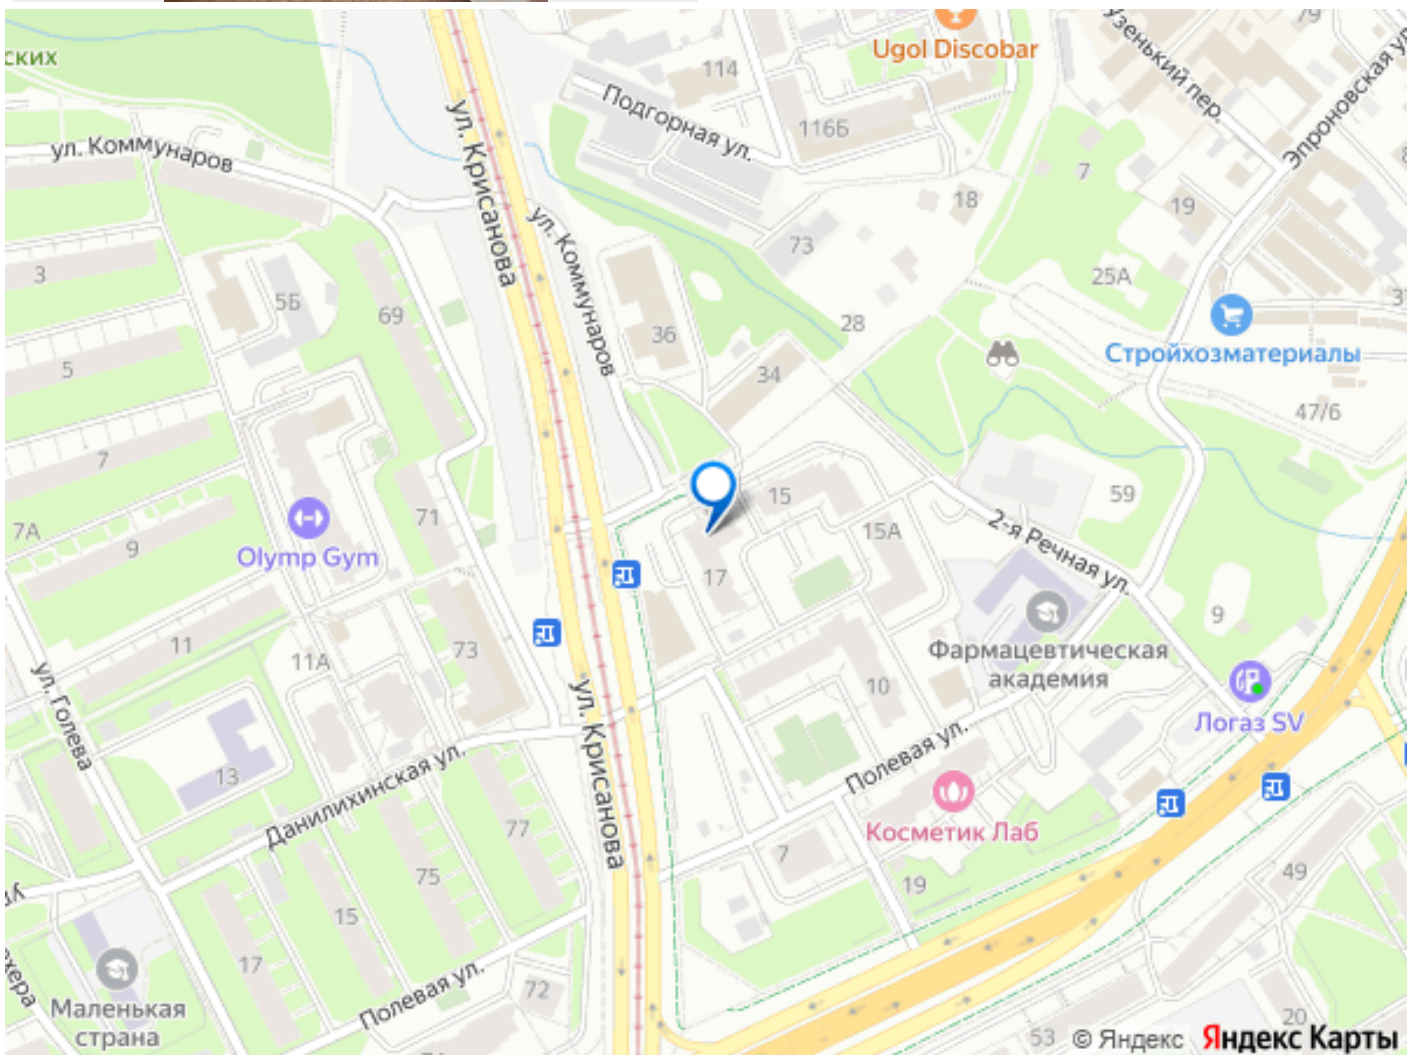 ских
Ugol Discobar
79
Узенький пер.
Эпроновская ул.
114
Подгорная ул.
116Б
ул. Коммунаров
ул. Крисанова
ул. Коммунаров
7
18
19
73
3
5Б
69
25А
28
36
Стройхозматериалы
5
34
47/6
7
15
59
7А
9
Olymp Gym
71
15А
2-я Речная ул.
17
11
11А
73
9
Фармацевтическая
академия
10
ул. Голева
ул. Крисанова
Логаз SV
13
Данилихинская ул.
Полевая ул.
77
Косметик Лаб
7
75
19
49
15
17
Маленькая
страна
Полевая ул.
72
20
53
© Яндекс Яндекс Карты